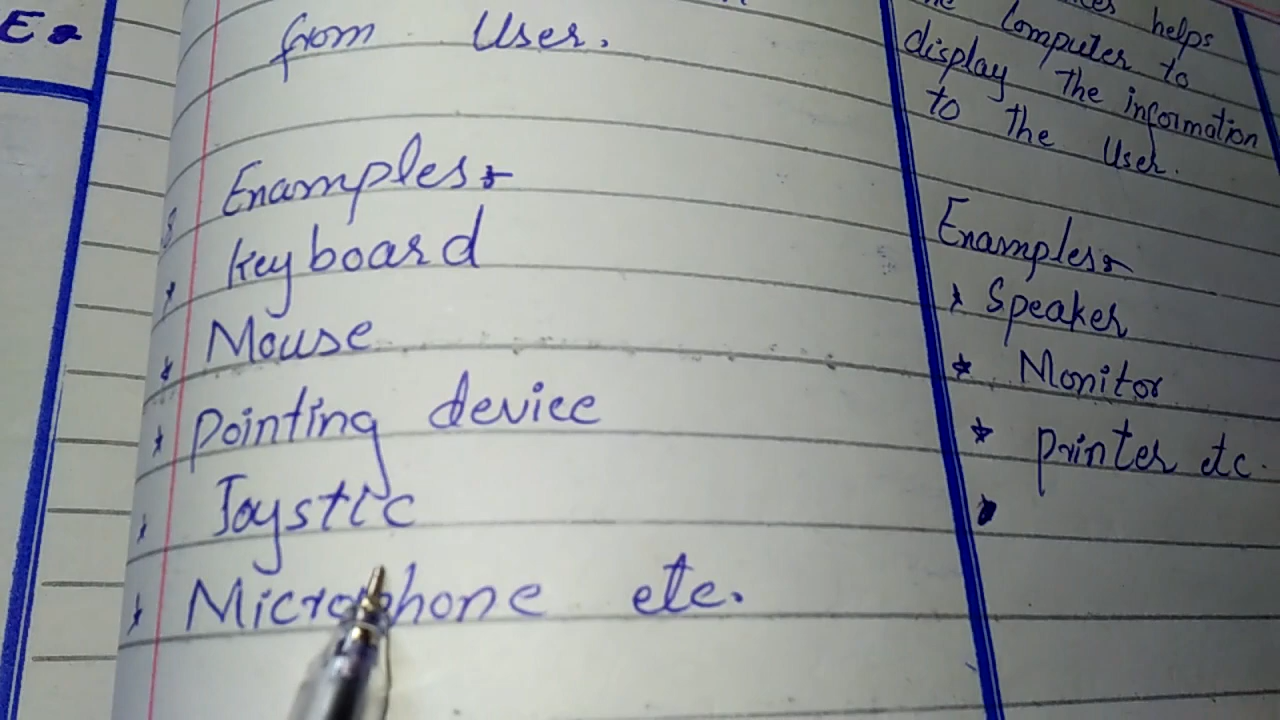 from User.
Examples:-
Keyboard
Mouse
Pointing device
Joystic
Microphone etc.
Computer to helps
display the information
to the User.
Examples:-
Speaker
Monitor
printer etc.